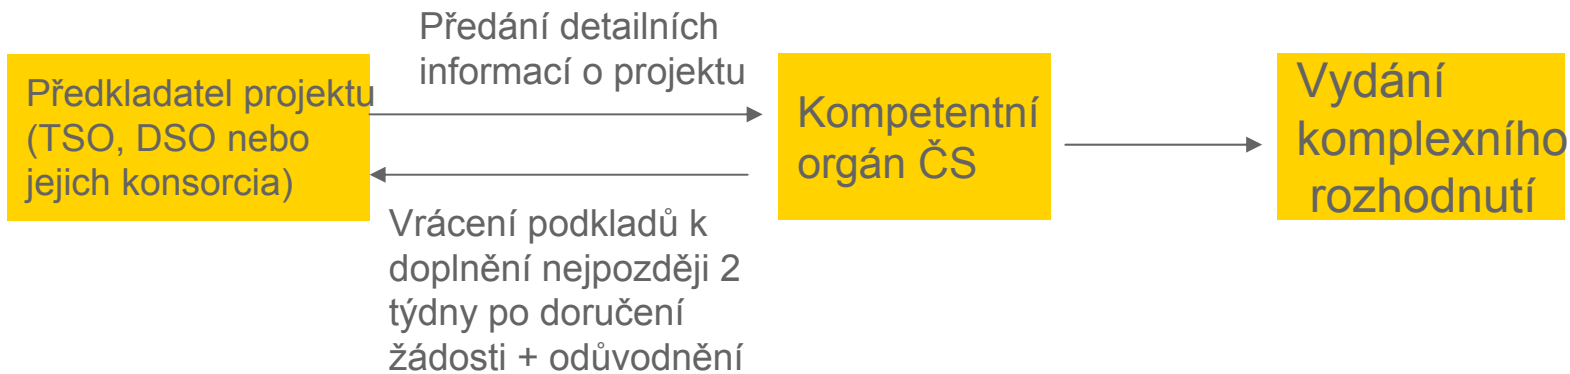 Předání detailních
informací o projektu
Předkladatel projektu
(TSO, DSO nebo
jejich konsorcia)
Kompetentní
orgán ČS
Vydání
komplexního
rozhodnutí
Vrácení podkladů k
doplnění nejpozději 2
týdny po doručení
žádosti + odůvodnění